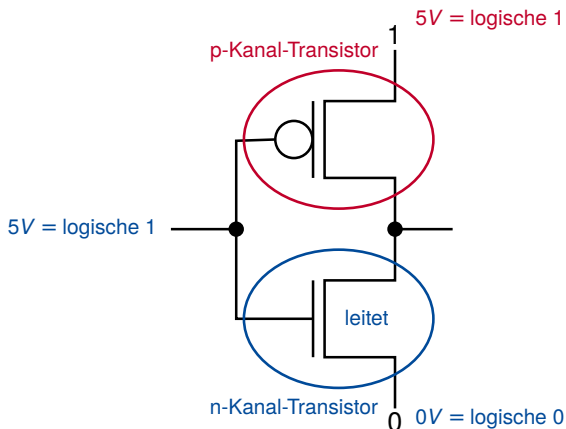 5V = logische 1
1
p-Kanal-Transistor
5V = logische 1
leitet
n-Kanal-Transistor
0
0V = logische 0